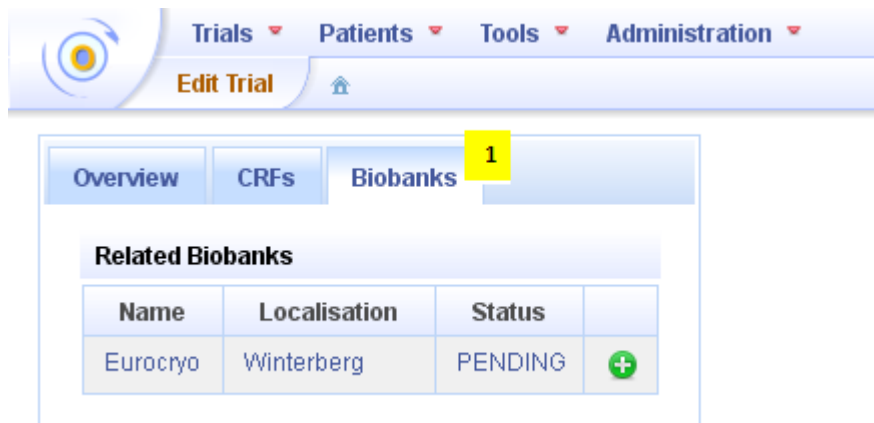 Trials Patients Tools Administration
Edit Trial
Overview CRFs Biobanks 1
Related Biobanks
Name Localisation Status
Eurocryo Winterberg PENDING